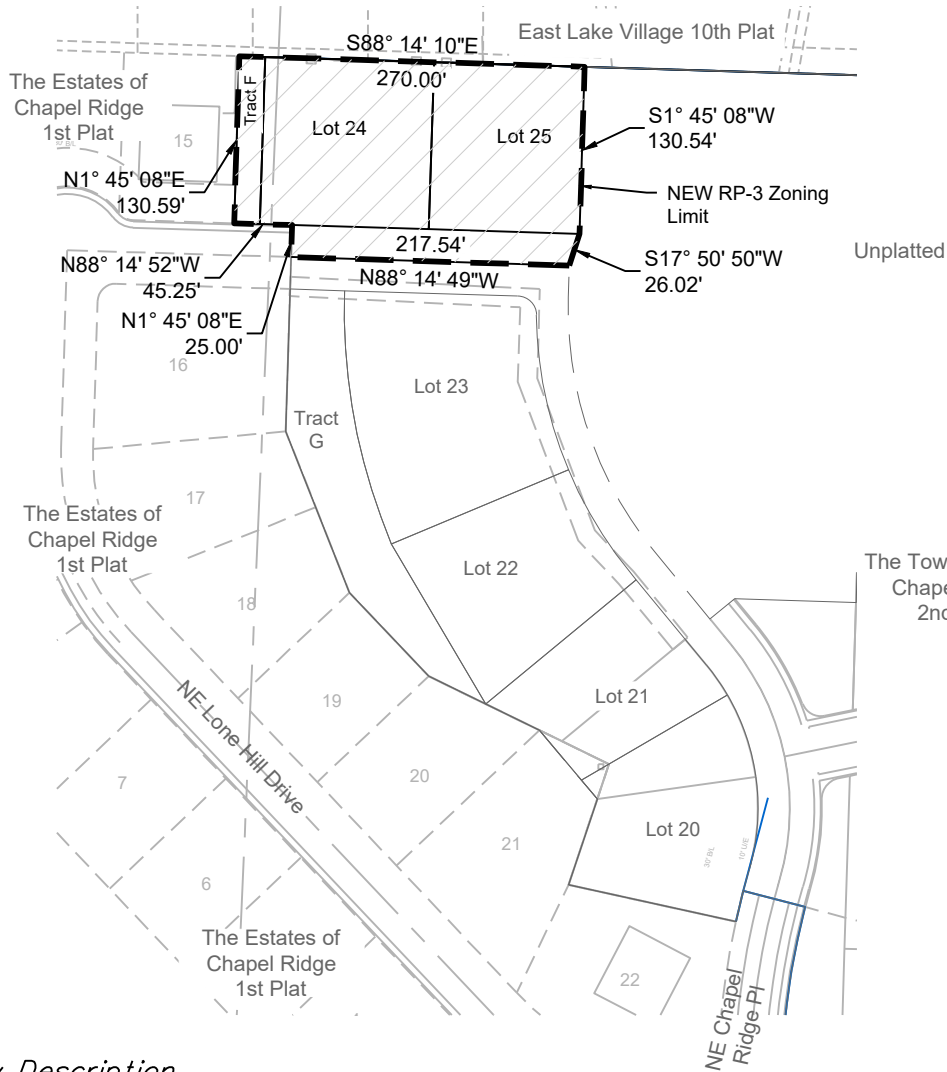 S88° 14' 10"E
East Lake Village 10th Plat
The Estates of
Chapel Ridge
1st Plat
15
Tract F
270.00'
Lot 24
Lot 25
S1° 45' 08"W
130.54'
N1° 45' 08"E
130.59'
NEW RP-3 Zoning
Limit
217.54'
N88° 14' 52"W
45.25'
N88° 14' 49"W
S17° 50' 50"W
26.02'
Unplatted
N1° 45' 08"E
25.00'
16
Lot 23
Tract
G
17
The Estates of
Chapel Ridge
1st Plat
Lot 22
The Tow
Chape
2nd
18
19
Lot 21
NE Lone Hill Drive
7
20
G
21
Lot 20
30' B/L
10' U/E
6
The Estates of
Chapel Ridge
1st Plat
22
NE Chapel
Ridge Pl
Description